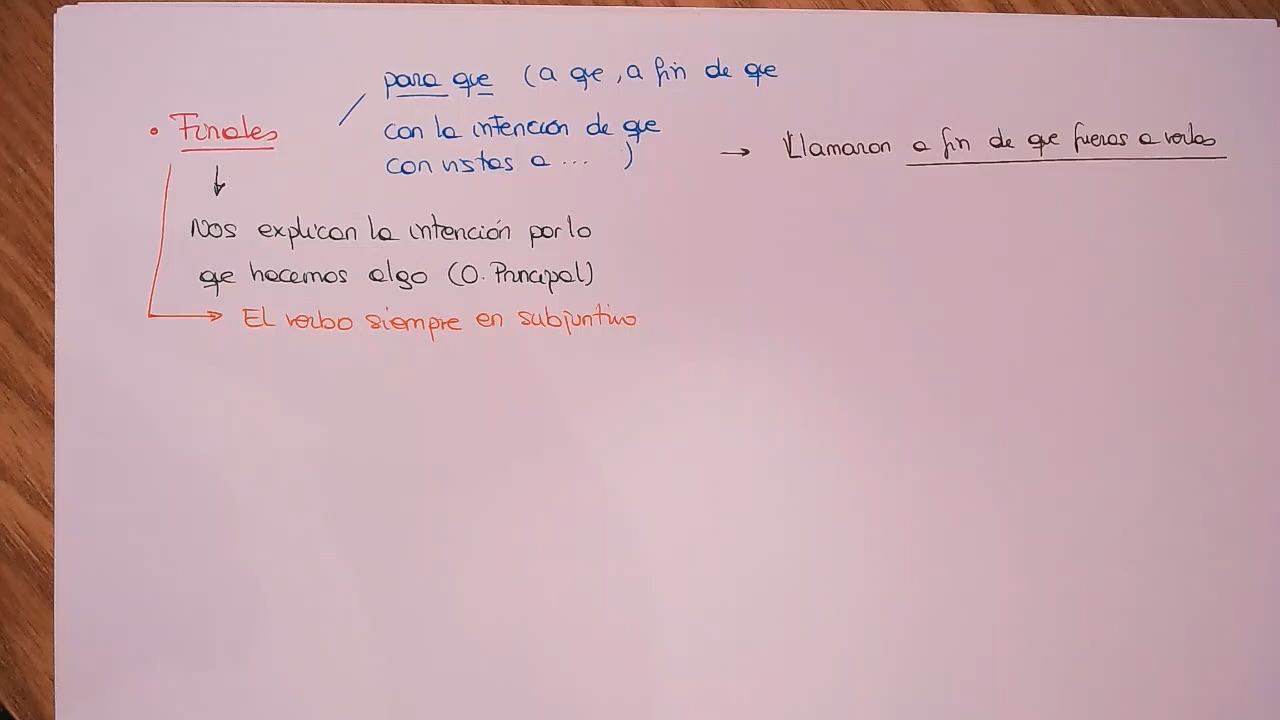 • Finales
para que (a que, a fin de que
con la intención de que
con vistas a ... )
→ Llamaron a fin de que fueras a verlos
Nos explican la intención por lo
que hacemos algo (O. Principal)
El verbo siempre en subjuntivo